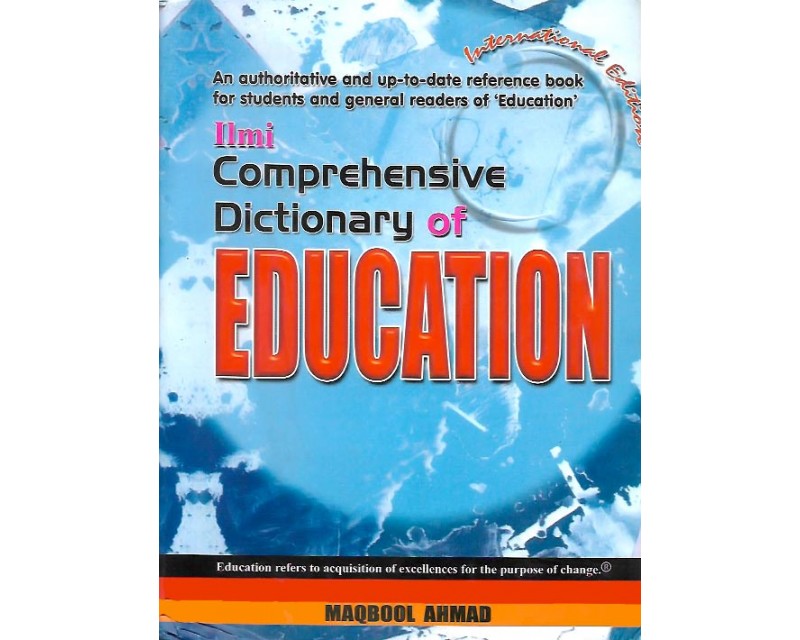 International Edition
An authoritative and up-to-date reference book
for students and general readers of 'Education'
Ilmi
Comprehensive
Dictionary of
EDUCATION
Education refers to acquisition of excellences for the purpose of change.®
MAQBOOL AHMAD